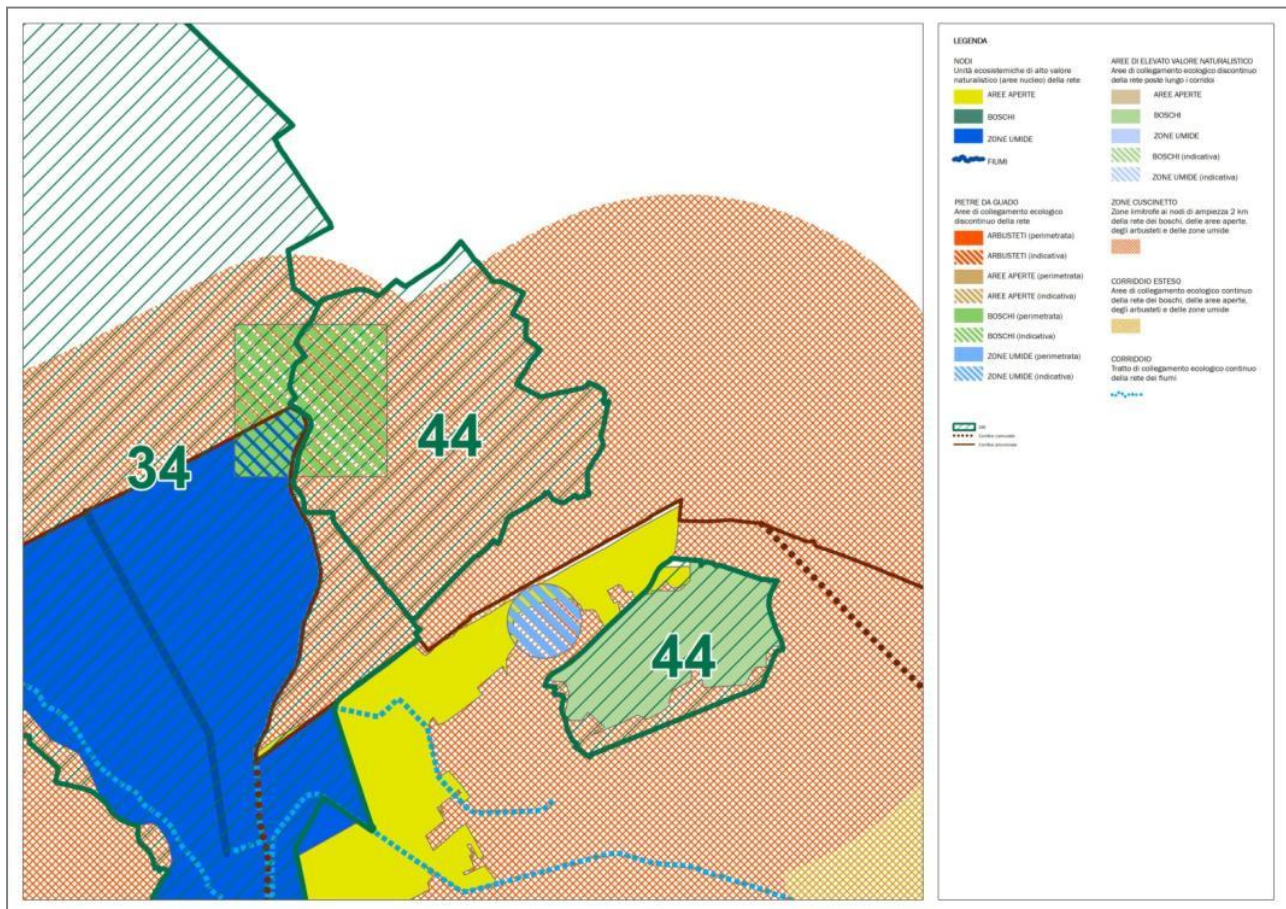 34
44
44
LEGENDA
NODI
Unità ecosistemiche di alto valore
naturalistico (aree nucleo) della rete
AREE APERTE
BOSCHI
ZONE UMIDE
FIUMI
PIETRE DA GUADO
Aree di collegamento ecologico
discontinuo della rete
ARBUSTETI (perimetrata)
ARBUSTETI (indicativa)
AREE APERTE (perimetrata)
AREE APERTE (indicativa)
BOSCHI (perimetrata)
BOSCHI (indicativa)
ZONE UMIDE (perimetrata)
ZONE UMIDE (indicativa)
Confine comunale
Confine provinciale
AREE DI ELEVATO VALORE NATURALISTICO
Aree di collegamento ecologico discontinuo
della rete poste lungo i corridoi
AREE APERTE
BOSCHI
ZONE UMIDE
BOSCHI (indicativa)
ZONE UMIDE (indicativa)
ZONE CUSCINETTO
Zone limitrofe ai nodi di ampiezza 2 km
della rete dei boschi, delle aree aperte,
degli arbusteti e delle zone umide
CORRIDOIO ESTESO
Aree di collegamento ecologico continuo
della rete dei boschi, delle aree aperte,
degli arbusteti e delle zone umide
CORRIDOIO
Tratto di collegamento ecologico continuo
della rete dei fiumi